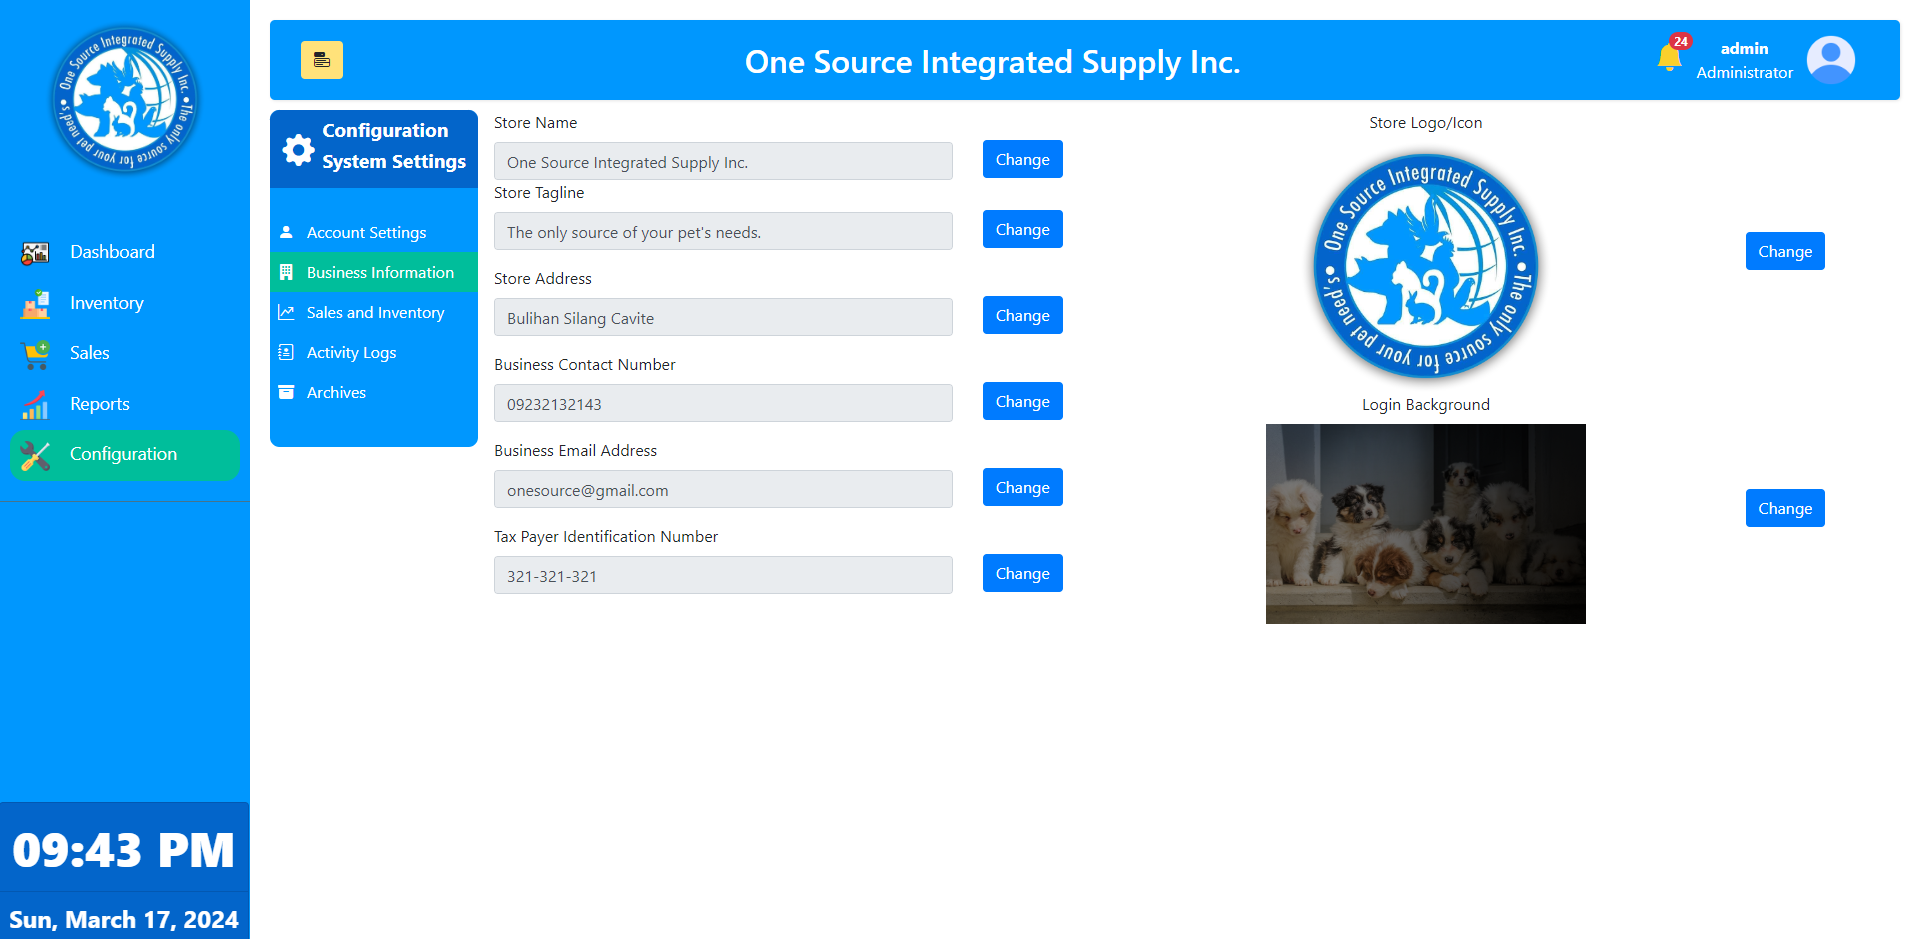 One Source Integrated Supply Inc. • The only source for your pet need's •
Dashboard
Inventory
Sales
Reports
Configuration
09:43 PM
Sun, March 17, 2024
One Source Integrated Supply Inc.
24
admin
Administrator
Configuration
System Settings
Account Settings
Business Information
Sales and Inventory
Activity Logs
Archives
Store Name
One Source Integrated Supply Inc.
Change
Store Tagline
The only source of your pet's needs.
Change
Store Address
Bulihan Silang Cavite
Change
Business Contact Number
09232132143
Change
Business Email Address
onesource@gmail.com
Change
Tax Payer Identification Number
321-321-321
Change
Store Logo/Icon
One Source Integrated Supply Inc. • The only source for your pet need's •
Change
Login Background
Change